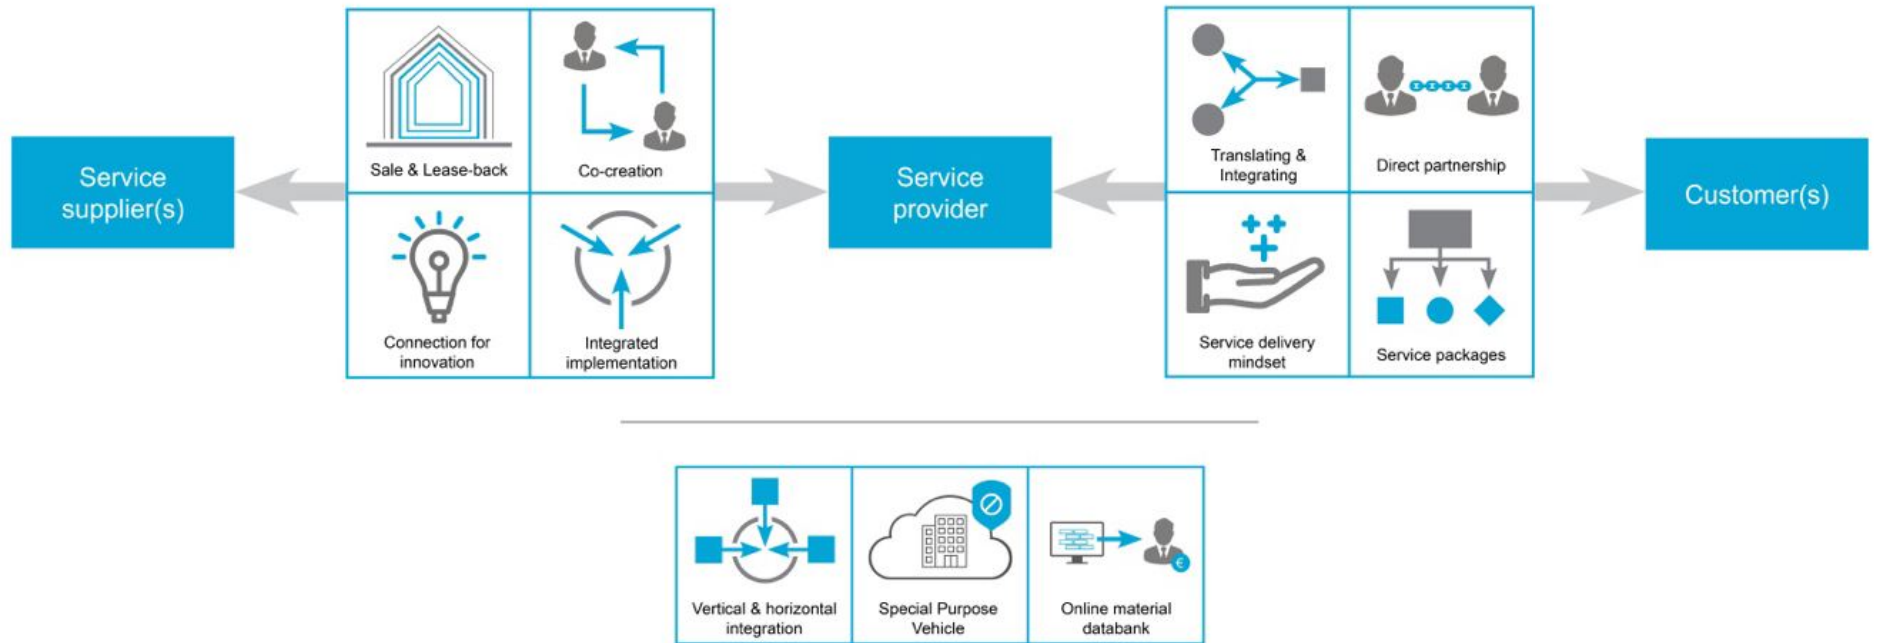 Service
supplier(s)
Sale & Lease-back
Co-creation
Connection for
innovation
Integrated
implementation
Service
provider
Translating &
Integrating
Direct partnership
Service delivery
mindset
Service packages
Customer(s)
Vertical & horizontal
integration
Special Purpose
Vehicle
€
Online material
databank